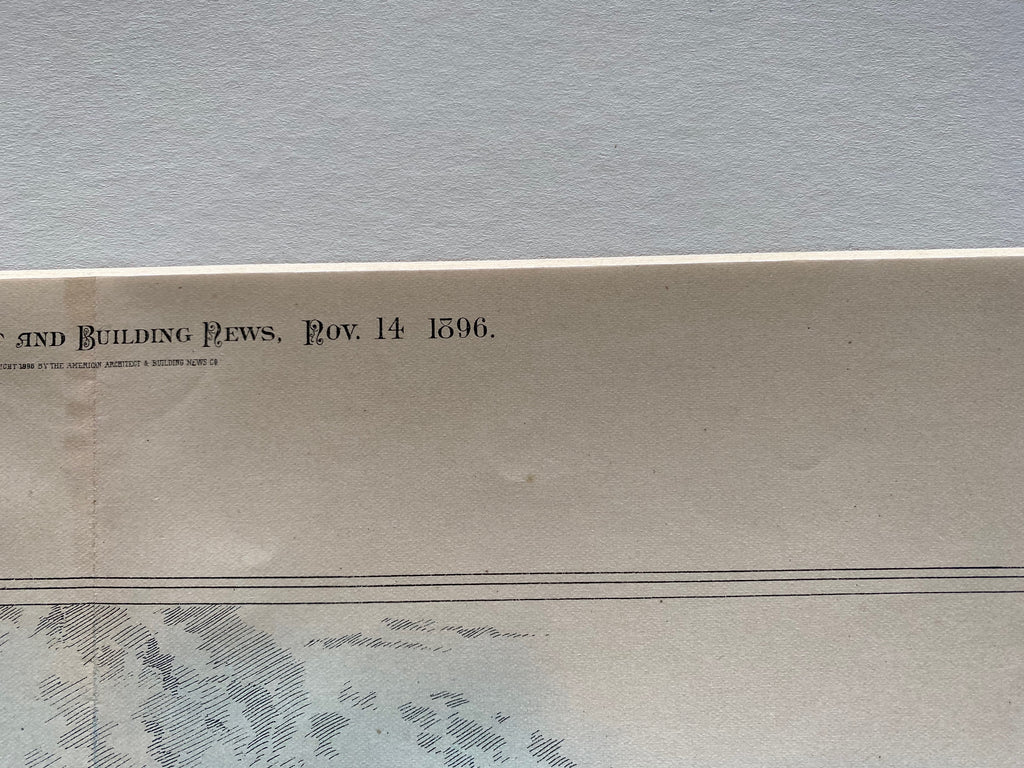 AND BUILDING NEWS, NOV. 14 1896.
BY THE AMERICAN ARCHITECT & BUILDING NEWS CO